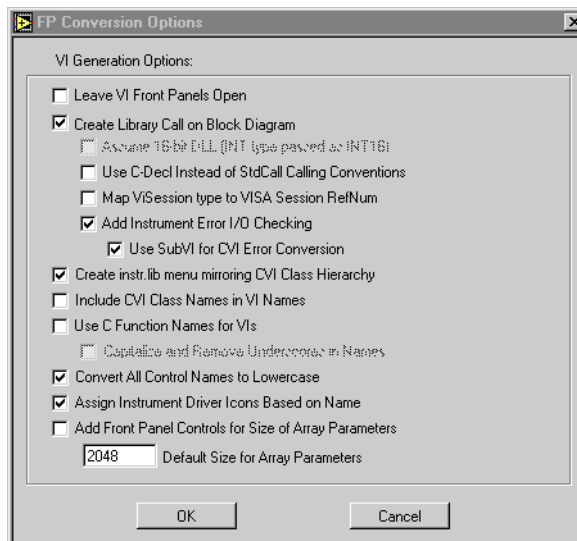 FP Conversion Options
VI Generation Options:
Leave VI Front Panels Open
Create Library Call on Block Diagram
Assume 16-bit DLL (INT type passed as INT16)
Use C-Decl Instead of StdCall Calling Conventions
Map ViSession type to VISA Session RefNum
Add Instrument Error I/O Checking
Use SubVI for CVI Error Conversion
Create instr.lib menu mirroring CVI Class Hierarchy
Include CVI Class Names in VI Names
Use C Function Names for VIs
Capitalize and Remove Underscores in Names
Convert All Control Names to Lowercase
Assign Instrument Driver Icons Based on Name
Add Front Panel Controls for Size of Array Parameters
2048 Default Size for Array Parameters
OK Cancel